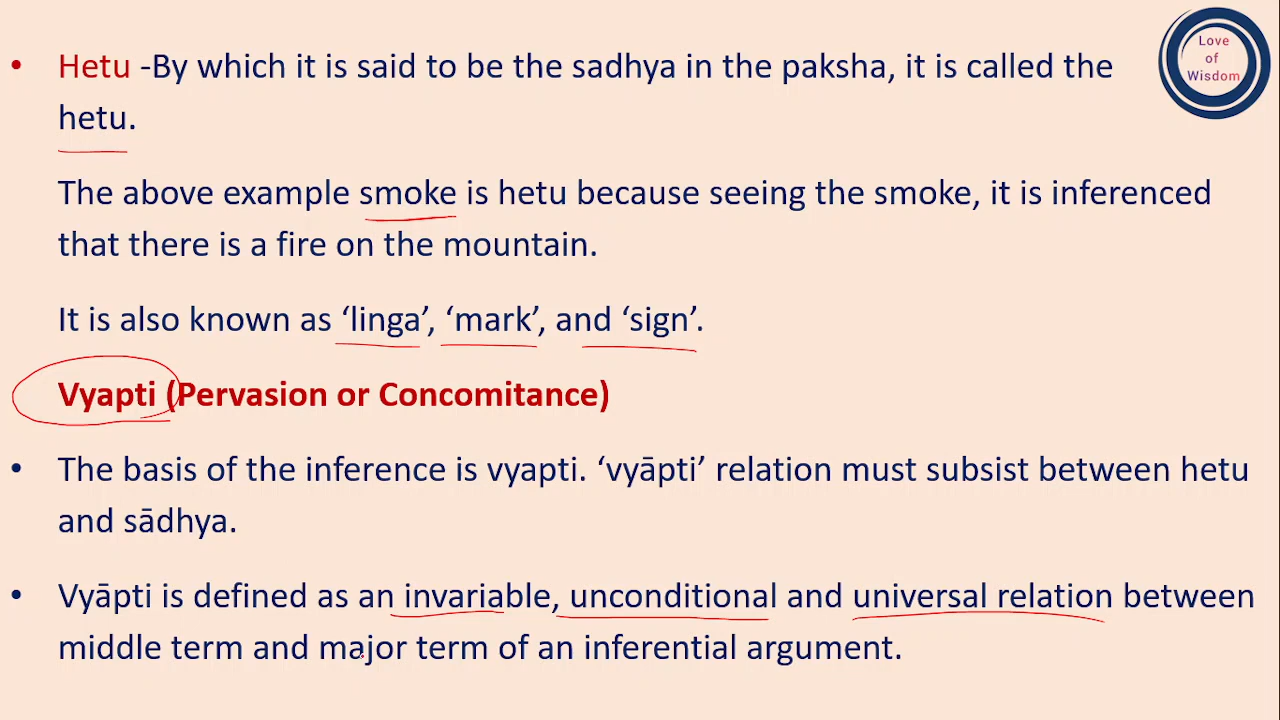 • Hetu -By which it is said to be the sadhya in the paksha, it is called the
hetu.
Love
of
Wisdom
The above example smoke is hetu because seeing the smoke, it is inferenced
that there is a fire on the mountain.
It is also known as ‘linga’, ‘mark’, and ‘sign’.
Vyapti (Pervasion or Concomitance)
• The basis of the inference is vyapti. ‘vyāpti’ relation must subsist between hetu
and sādhya.
• Vyāpti is defined as an invariable, unconditional and universal relation between
middle term and major term of an inferential argument.